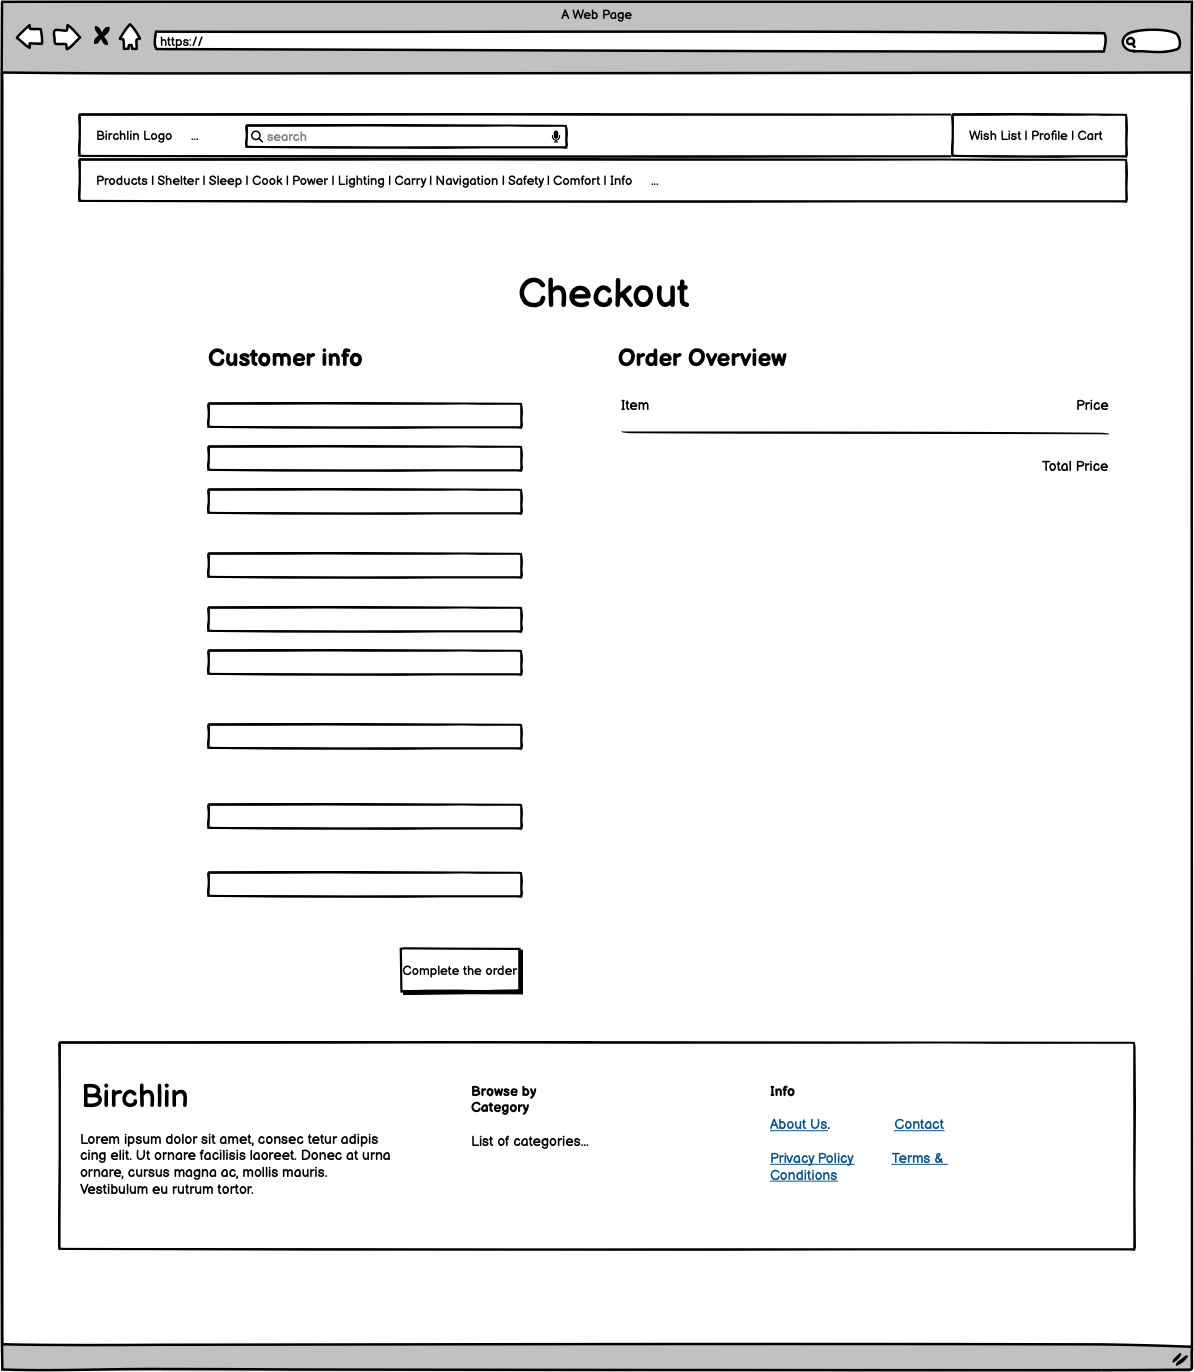 A Web Page
https://
Birchlin Logo ... search Wish List | Profile | Cart
Products | Shelter | Sleep | Cook | Power | Lighting | Carry | Navigation | Safety | Comfort | Info ...
Checkout
Customer info
Order Overview
Item Price
Total Price
Complete the order
Birchlin
Lorem ipsum dolor sit amet, consec tetur adipis
cing elit. Ut ornare facilisis laoreet. Donec at urna
ornare, cursus magna ac, mollis mauris.
Vestibulum eu rutrum tortor.
Browse by
Category
List of categories...
Info
About Us. Contact
Privacy Policy Terms &
Conditions